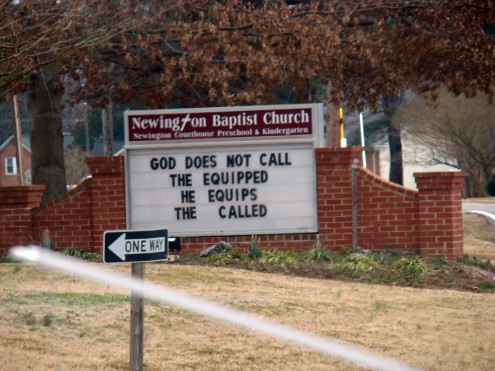 Newington Baptist Church
Newington Courthouse Preschool & Kindergarten
GOD DOES NOT CALL
THE EQUIPPED
HE EQUIPS
THE CALLED
ONE WAY